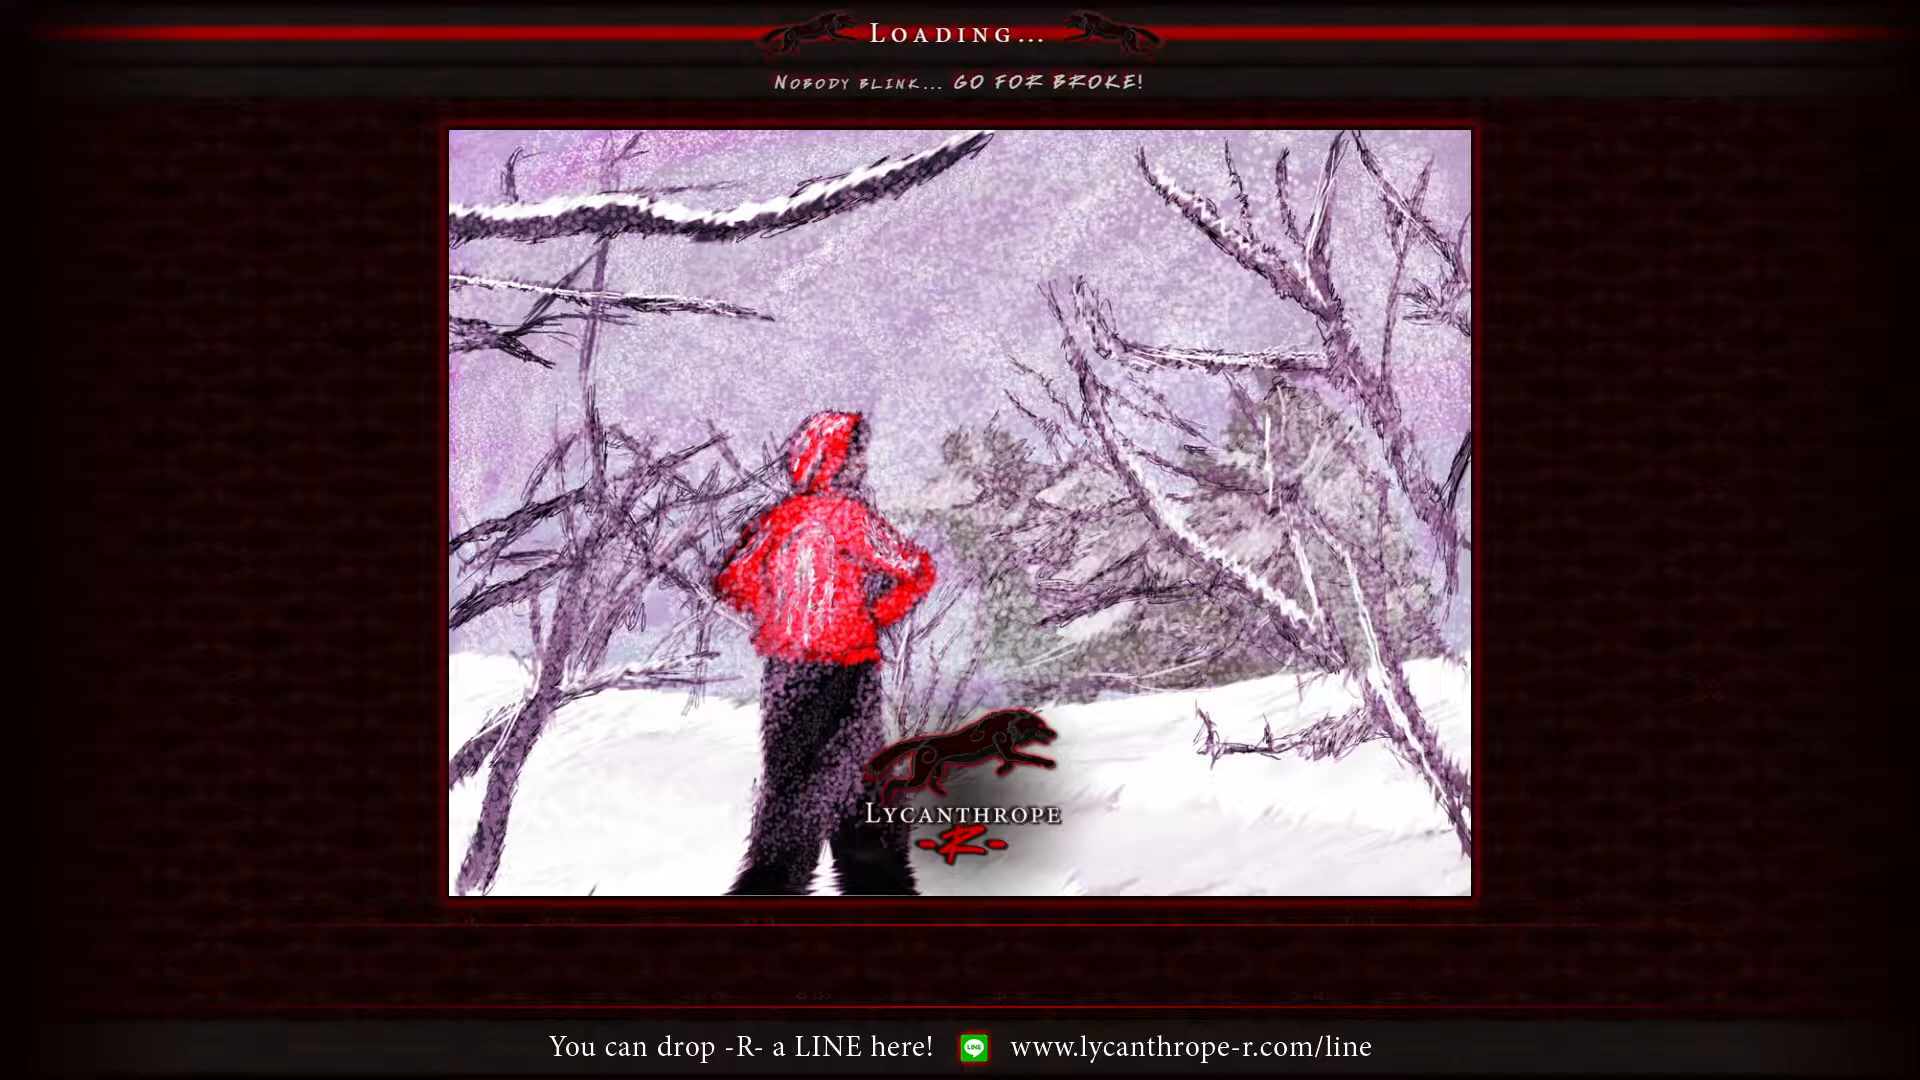 LOADING...
NOBODY BLINK... GO FOR BROKE!
LYCANTHROPE
-R-
You can drop -R- a LINE here! LINE www.lycanthrope-r.com/line